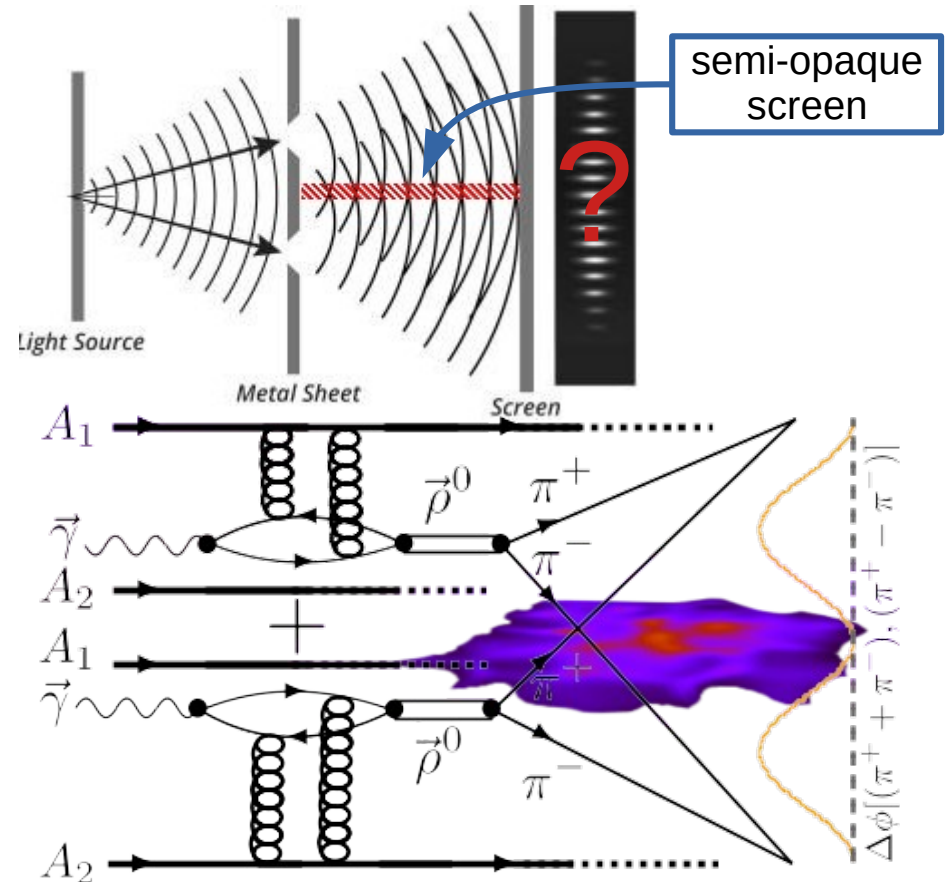 semi-opaque
screen
?
Light Source
Metal Sheet
Screen
A₁
π⁺
ρ⃗⁰
γ⃗
π⁻
A₂
+
A₁
π⁺
γ⃗
ρ⃗⁰
π⁻
A₂
Δφ[(π⁺ + π⁻), (π⁺ − π⁻)]